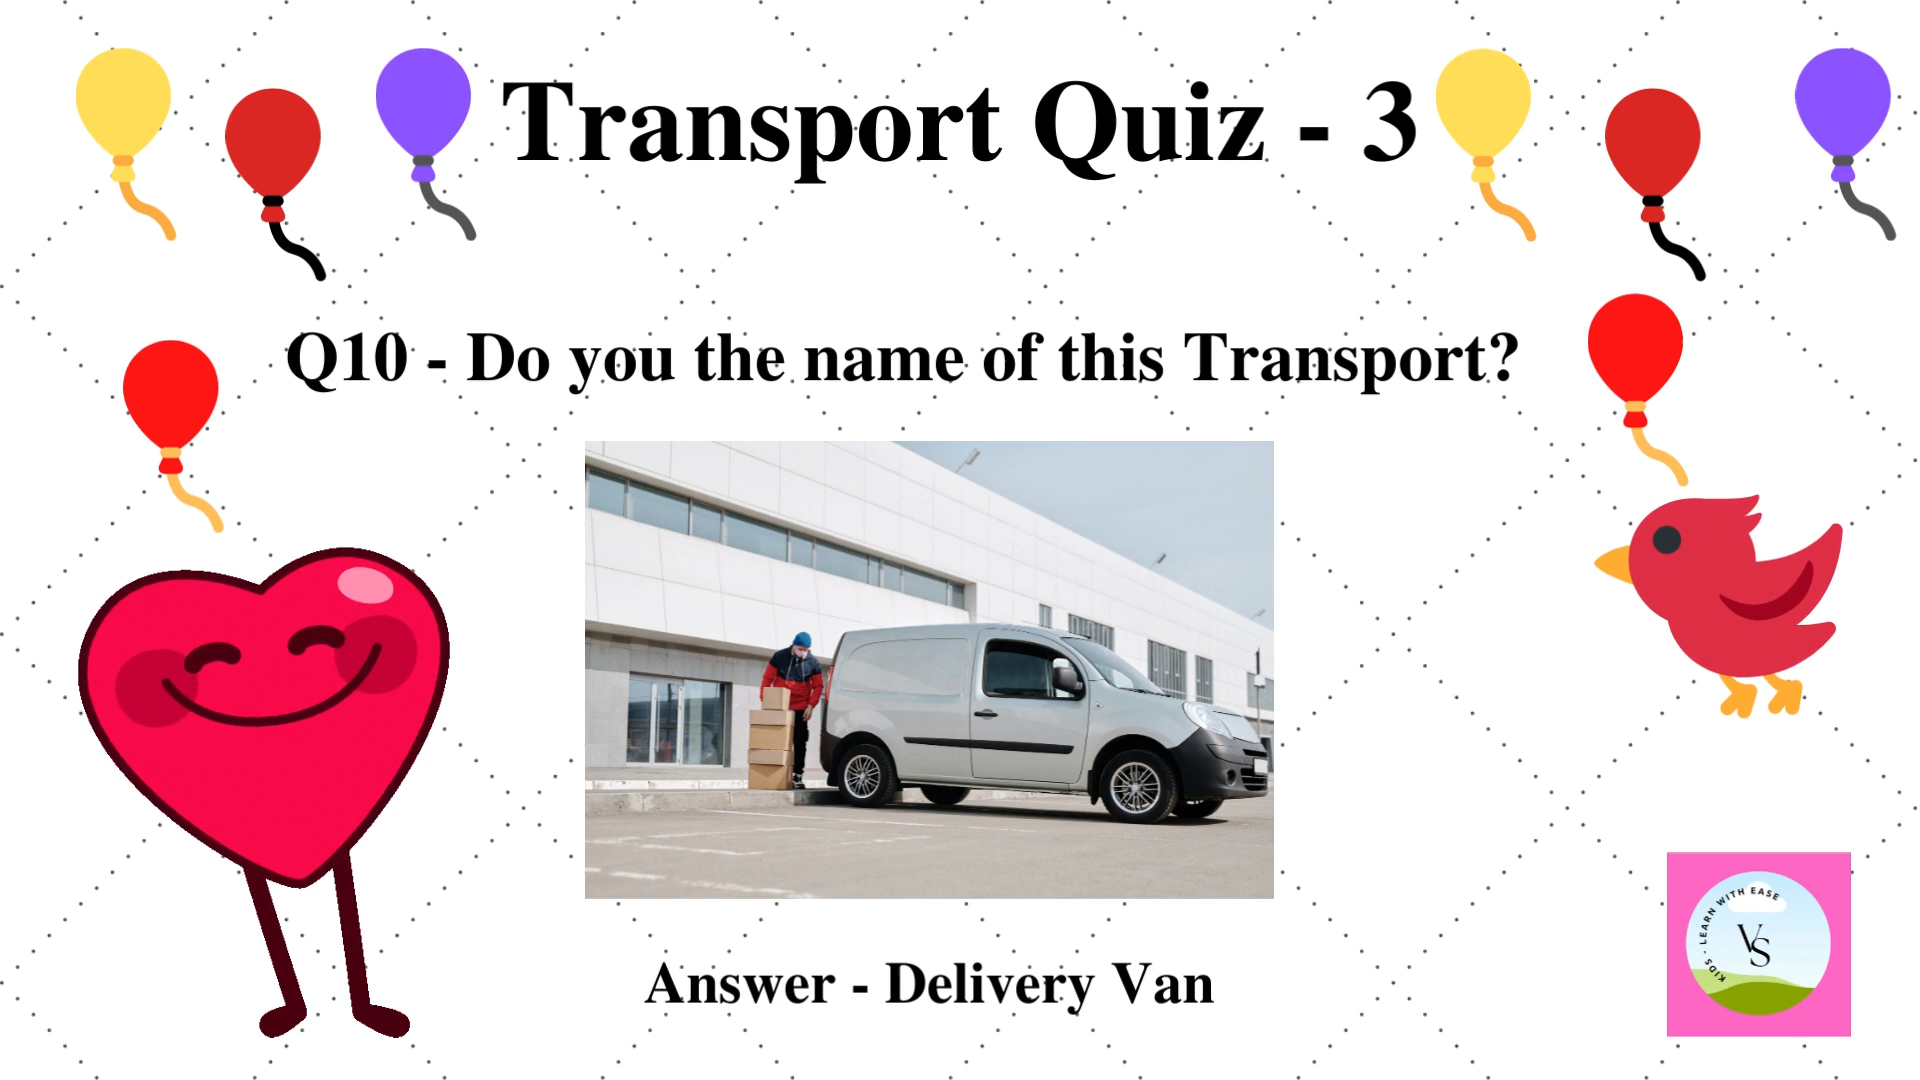 Transport Quiz - 3
Q10 - Do you the name of this Transport?
Answer - Delivery Van
KIDS - LEARN WITH EASE
VS